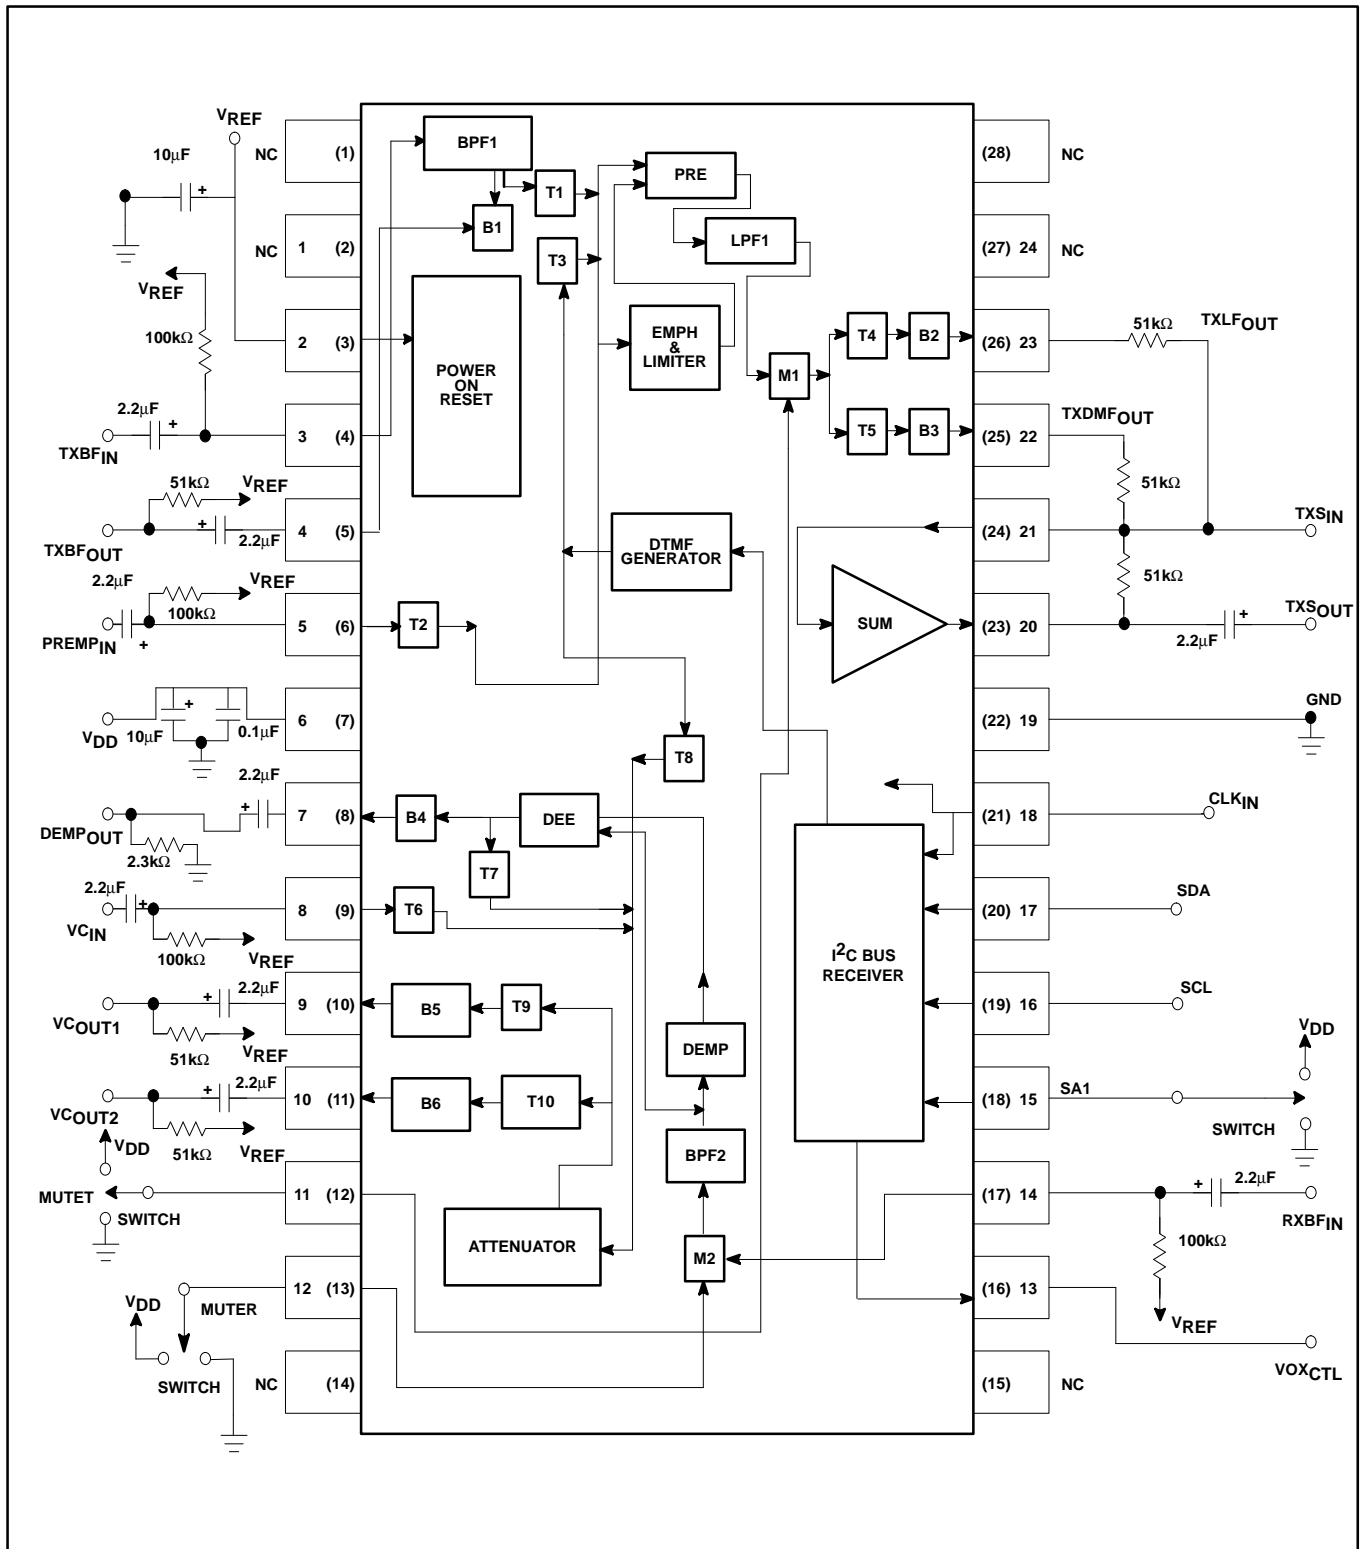 VREF
10μF
NC
(1)
NC
1 (2)
VREF
100kΩ
2 (3)
2.2μF
TXBFIN
3 (4)
51kΩ
VREF
TXBFOUT
2.2μF
4 (5)
2.2μF
VREF
100kΩ
PREMPIN
+
5 (6)
VDD
10μF
+
0.1μF
6 (7)
2.2μF
DEMPOUT
2.3kΩ
7 (8)
2.2μF
VCIN
100kΩ
VREF
8 (9)
2.2μF
VCOUT1
51kΩ
VREF
9 (10)
2.2μF
VCOUT2
51kΩ
VREF
10 (11)
VDD
MUTET
SWITCH
11 (12)
VDD
MUTER
SWITCH
12 (13)
NC
(14)
BPF1
T1
B1
T3
PRE
LPF1
POWER
ON
RESET
EMPH
&
LIMITER
M1
T4
B2
T5
B3
DTMF
GENERATOR
T2
SUM
T8
B4
DEE
T7
T6
B5
T9
DEMP
B6
T10
BPF2
ATTENUATOR
M2
I2C BUS
RECEIVER
(28)
NC
(27) 24
NC
(26) 23
51kΩ
TXLFOUT
(25) 22
TXDMFOUT
51kΩ
(24) 21
TXSIN
51kΩ
(23) 20
2.2μF
+
TXSOUT
(22) 19
GND
(21) 18
CLKIN
(20) 17
SDA
(19) 16
SCL
VDD
(18) 15
SA1
SWITCH
(17) 14
+
2.2μF
RXBFIN
100kΩ
VREF
(16) 13
VOXCTL
(15)
NC